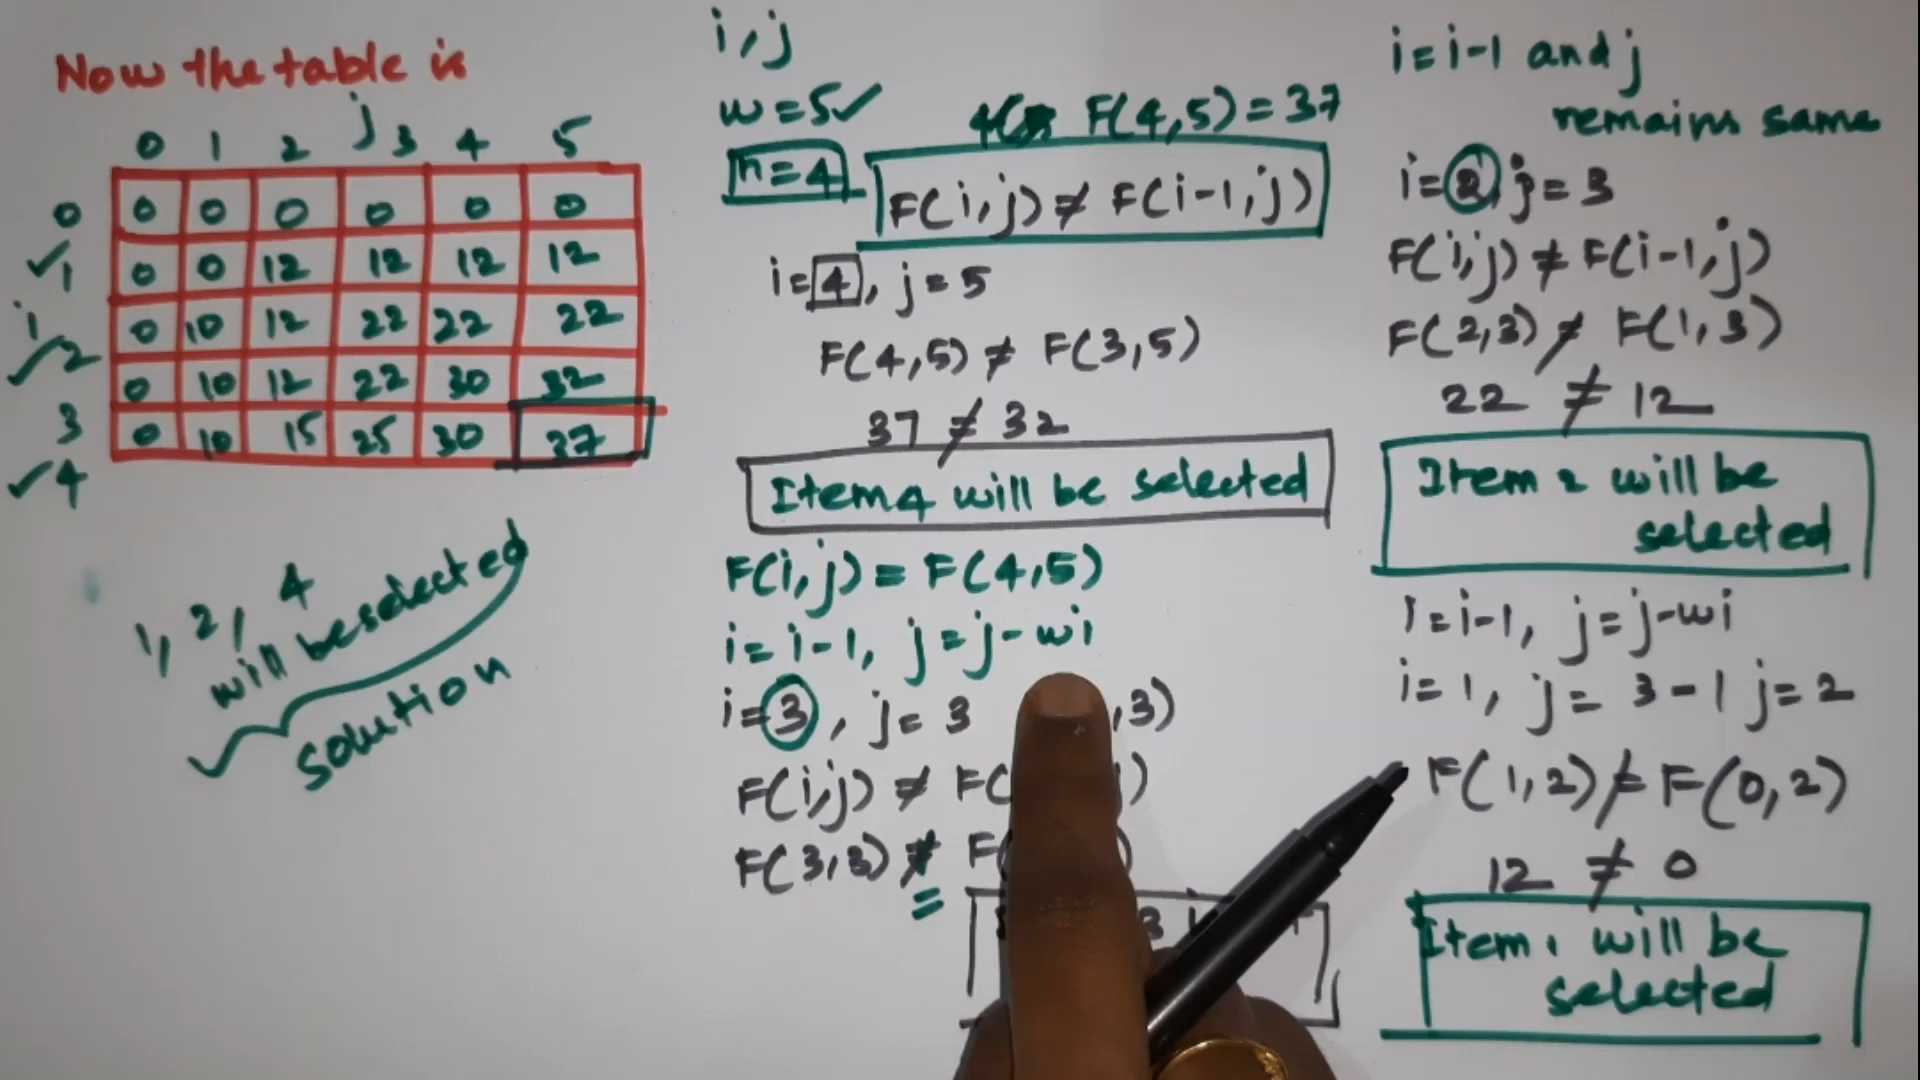 Now the table is
j
0 1 2 3 4 5
0 0 0 0 0 0 0
1 0 0 12 12 12 12
i
2 0 10 12 22 22 22
3 0 10 12 22 30 32
4 0 10 15 25 30 37
1, 2, 4
will be selected
solution
i, j
w=5✓
n=4
F(4,5)=37
F(i,j) ≠ F(i-1,j)
i=4, j=5
F(4,5) ≠ F(3,5)
37 ≠ 32
Item 4 will be selected
F(i,j) = F(4,5)
i=i-1, j=j-wi
i=3, j=3 ,3)
F(i,j) ≠ F( )
F(3,3) ≠ F( )
=
3
i=i-1 and j
remains same
i=2, j=3
F(i,j) ≠ F(i-1,j)
F(2,3) ≠ F(1,3)
22 ≠ 12
Item 2 will be
selected
i=i-1, j=j-wi
i=1, j=3-1 j=2
F(1,2) ≠ F(0,2)
12 ≠ 0
Item 1 will be
selected